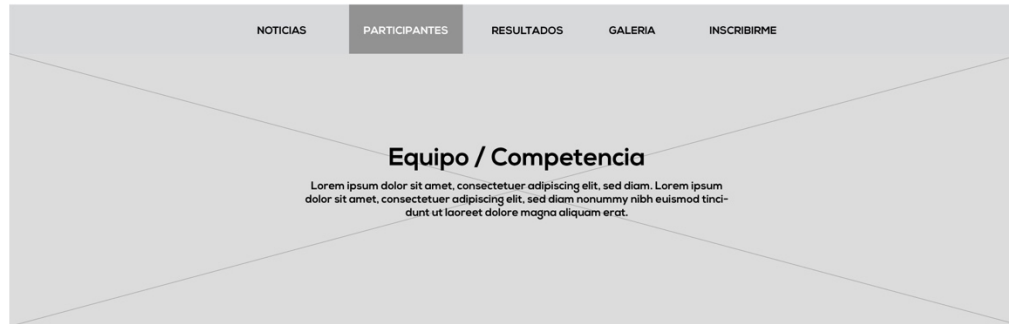 NOTICIAS PARTICIPANTES RESULTADOS GALERIA INSCRIBIRME
Equipo / Competencia
Lorem ipsum dolor sit amet, consectetuer adipiscing elit, sed diam. Lorem ipsum
dolor sit amet, consectetuer adipiscing elit, sed diam nonummy nibh euismod tinci-
dunt ut laoreet dolore magna aliquam erat.